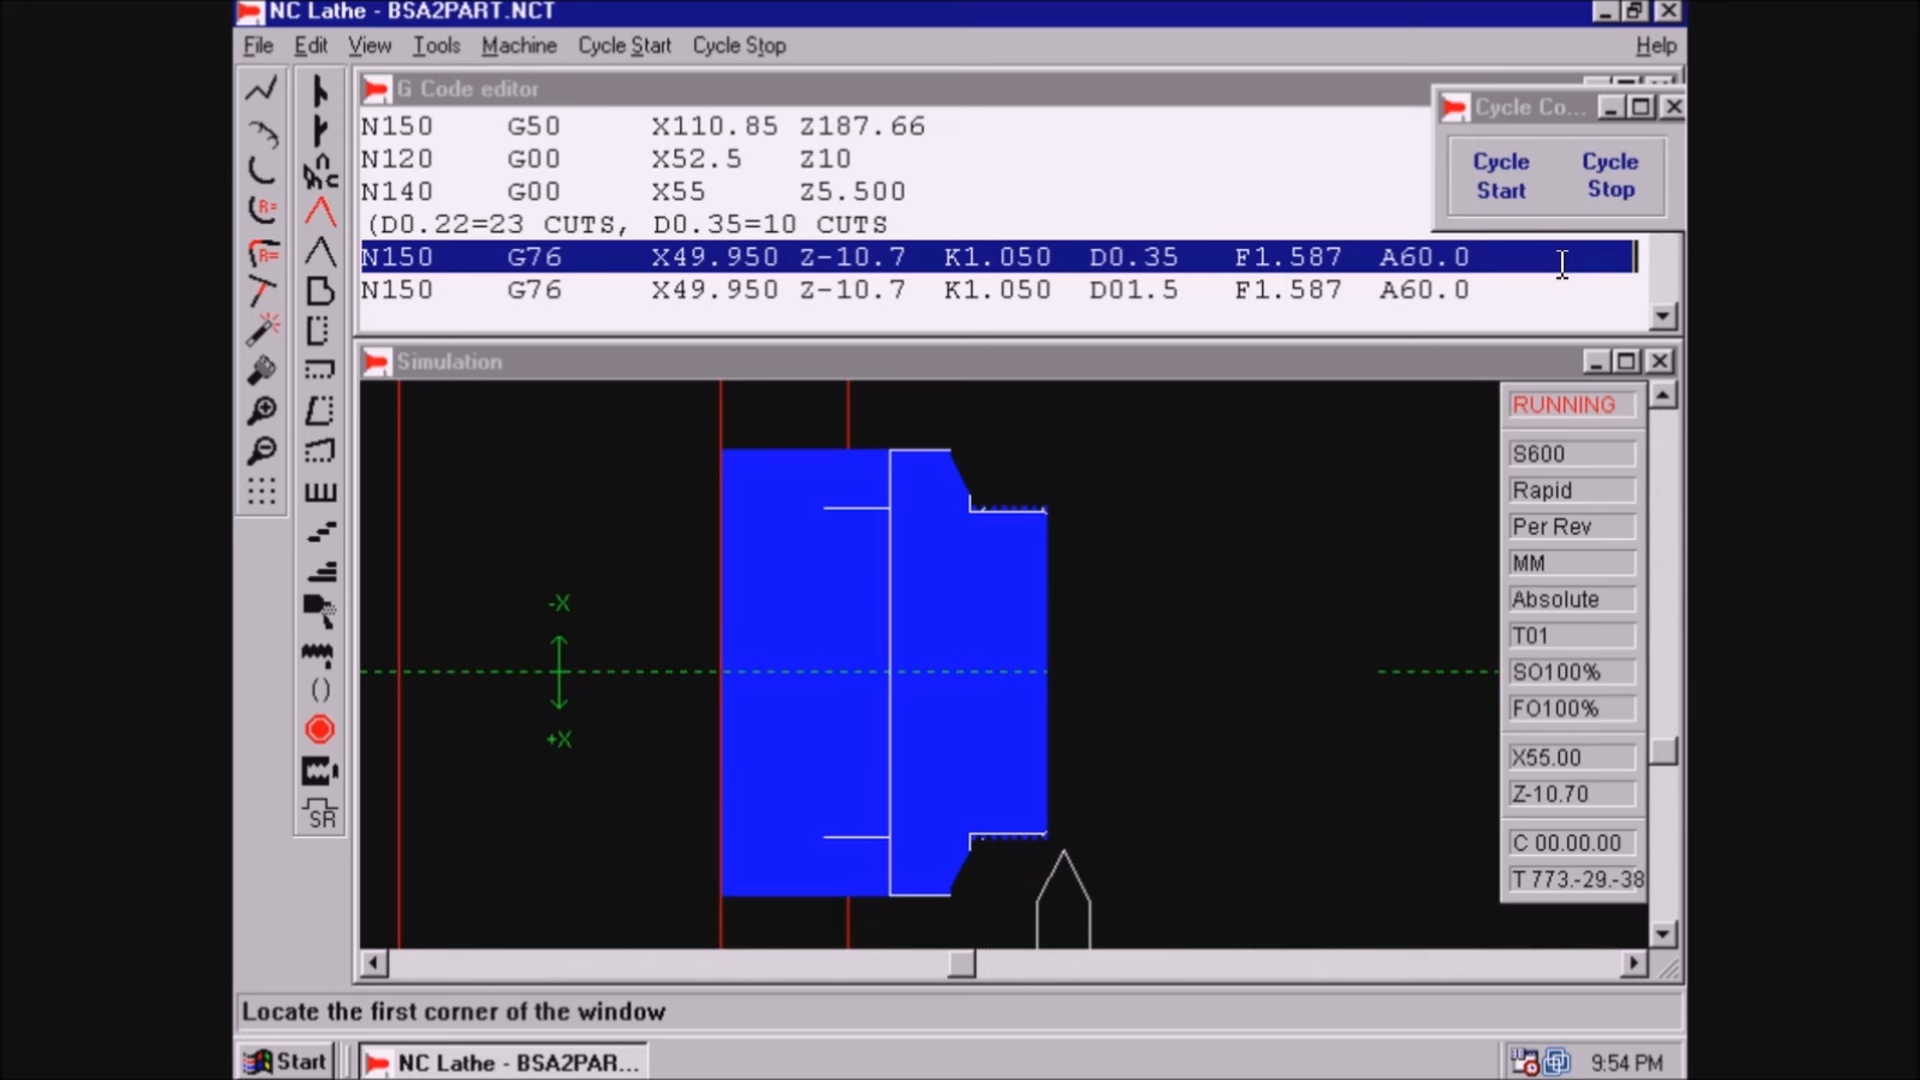 NC Lathe - BSA2PART.NCT
File Edit View Tools Machine Cycle Start Cycle Stop Help
G Code editor
N150 G50 X110.85 Z187.66
N120 G00 X52.5 Z10
N140 G00 X55 Z5.500
(D0.22=23 CUTS, D0.35=10 CUTS
N150 G76 X49.950 Z-10.7 K1.050 D0.35 F1.587 A60.0
N150 G76 X49.950 Z-10.7 K1.050 D01.5 F1.587 A60.0
Cycle Co...
Cycle Start
Cycle Stop
R=
R=
( )
SR
Simulation
-X
+X
RUNNING
S600
Rapid
Per Rev
MM
Absolute
T01
SO100%
FO100%
X55.00
Z-10.70
C 00.00.00
T 773.-29.-38
Locate the first corner of the window
Start NC Lathe - BSA2PAR... 9:54 PM